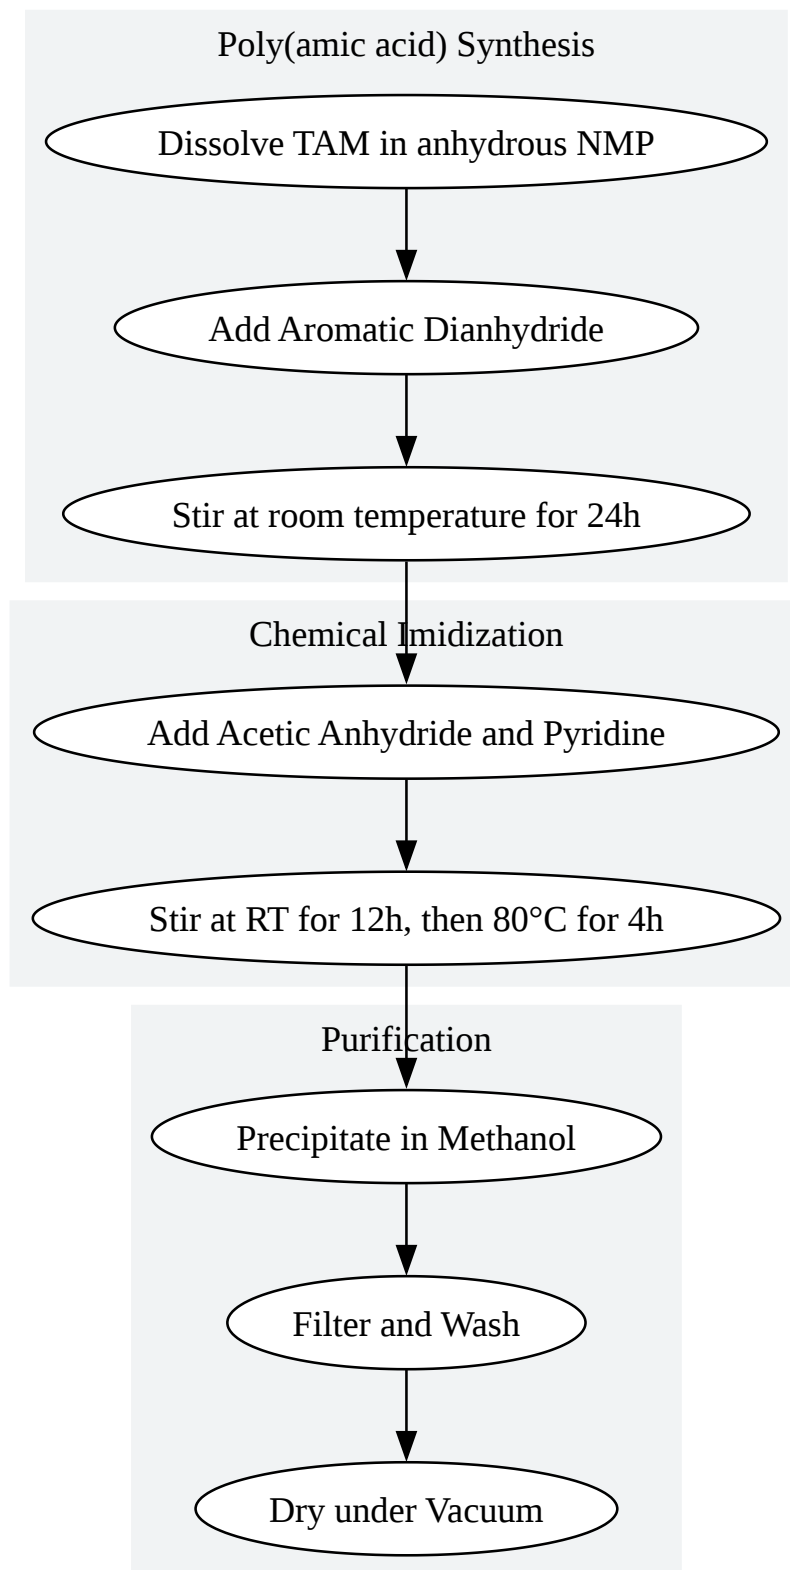 Poly(amic acid) Synthesis
Dissolve TAM in anhydrous NMP
Add Aromatic Dianhydride
Stir at room temperature for 24h
Chemical Imidization
Add Acetic Anhydride and Pyridine
Stir at RT for 12h, then 80°C for 4h
Purification
Precipitate in Methanol
Filter and Wash
Dry under Vacuum